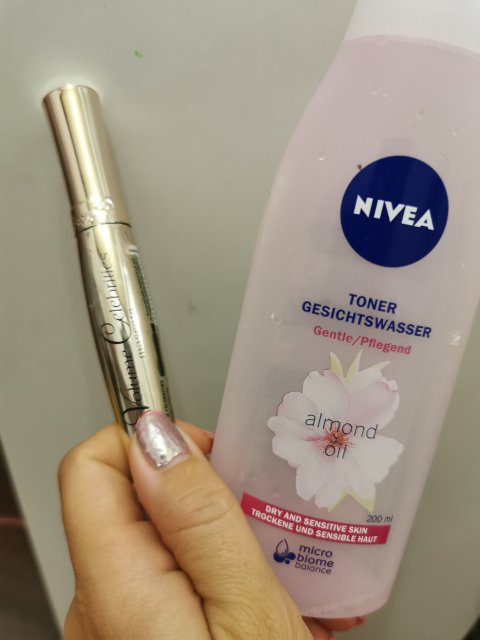 Volume Celebrities
NIVEA
TONER
GESICHTSWASSER
Gentle/Pflegend
almond
oil
200 ml
DRY AND SENSITIVE SKIN
TROCKENE UND SENSIBLE HAUT
micro
biome
balance